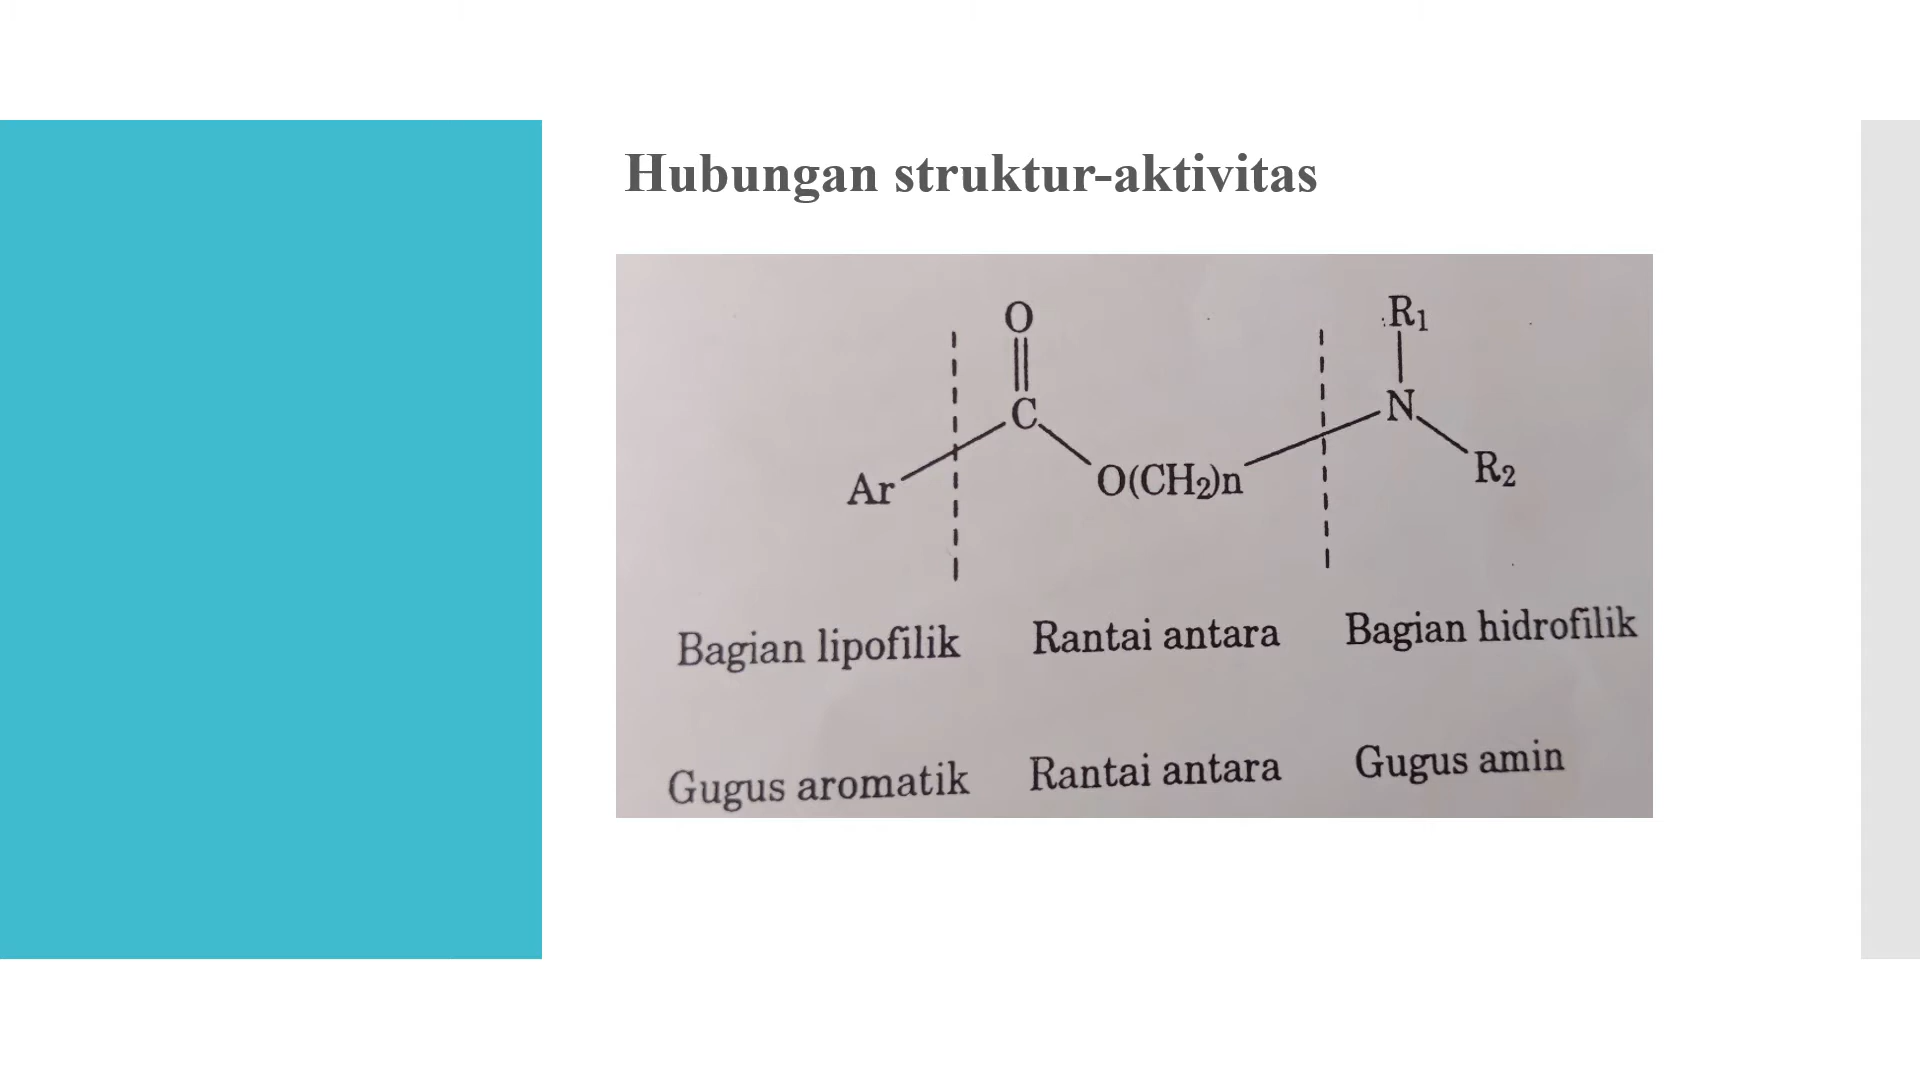 Hubungan struktur-aktivitas
O
R₁
C
N
Ar
O(CH₂)n
R₂
Bagian lipofilik Rantai antara Bagian hidrofilik
Gugus aromatik Rantai antara Gugus amin